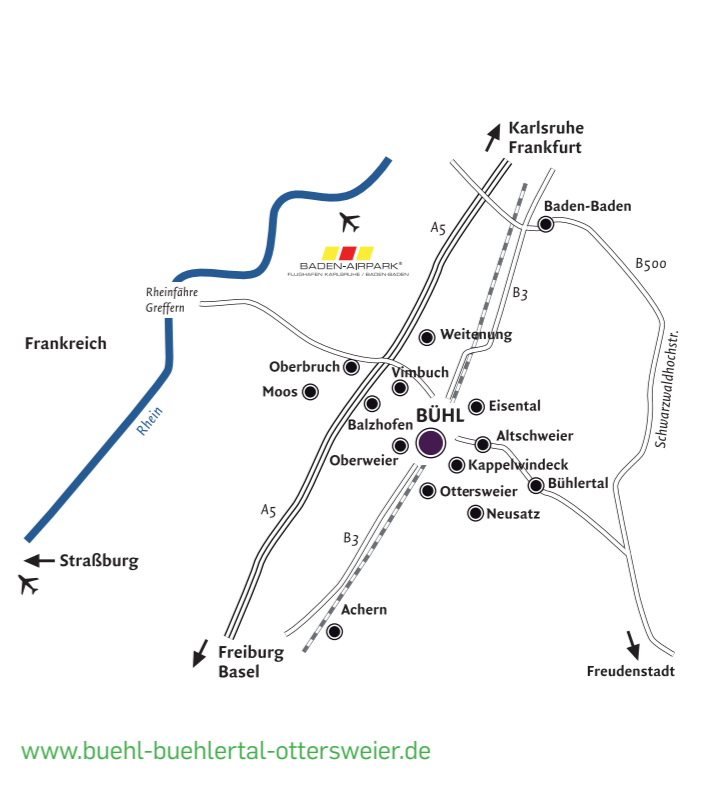 Karlsruhe
Frankfurt
Baden-Baden
A5
B500
BADEN-AIRPARK®
FLUGHAFEN KARLSRUHE / BADEN-BADEN
Rheinfähre
Greffern
B3
Weitenung
Frankreich
Schwarzwaldhochstr.
Oberbruch
Vimbuch
Moos
Eisental
BÜHL
Rhein
Balzhofen
Altschweier
Oberweier
Kappelwindeck
Bühlertal
Ottersweier
A5
Neusatz
B3
Straßburg
Achern
Freiburg
Basel
Freudenstadt
www.buehl-buehlertal-ottersweier.de